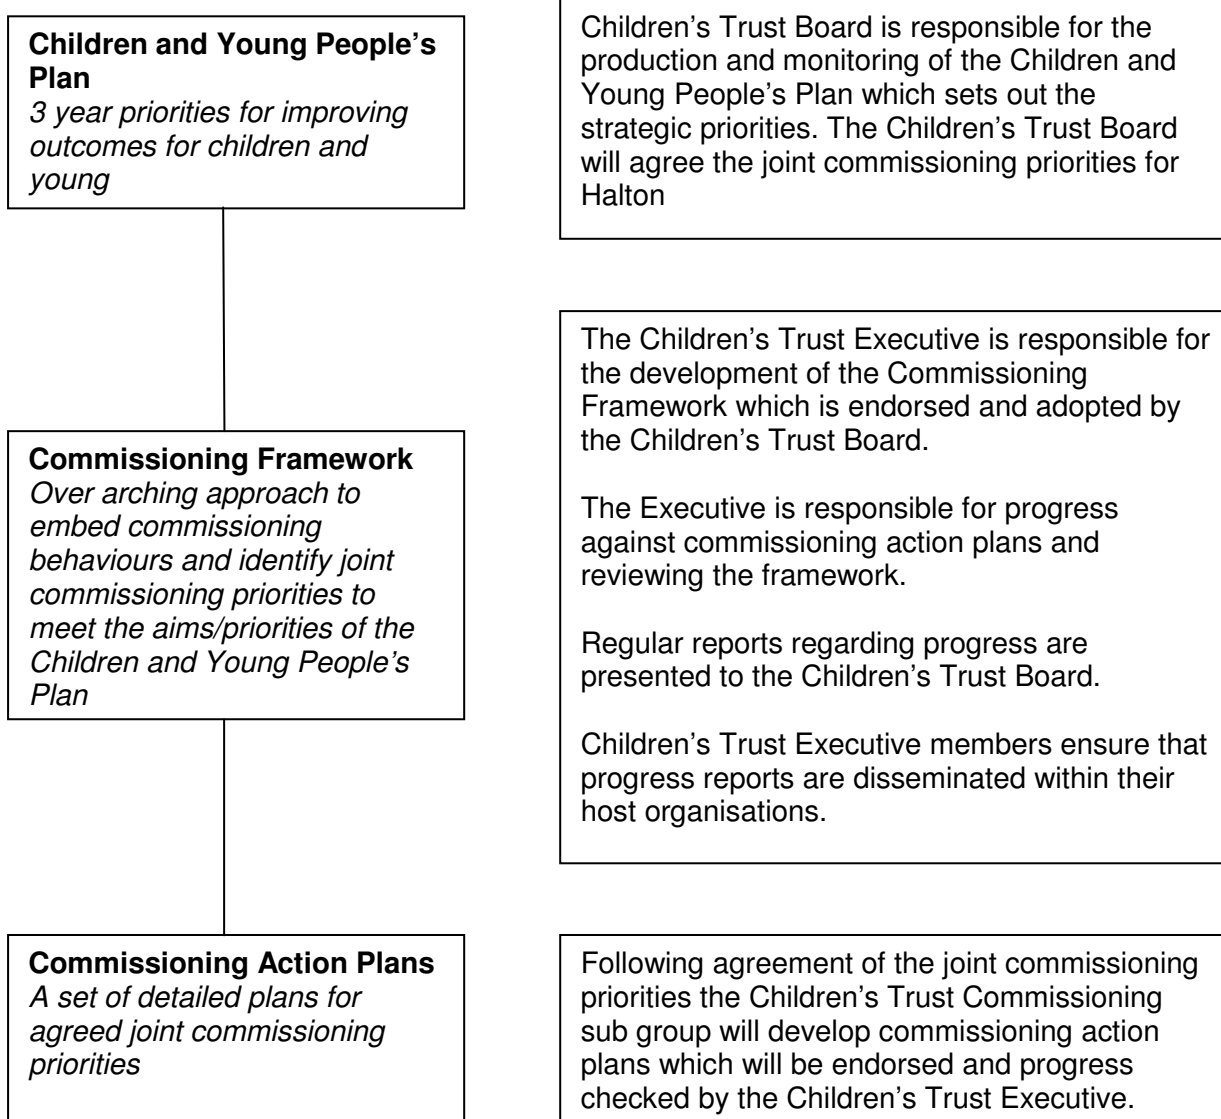 Children and Young People's
Plan
3 year priorities for improving
outcomes for children and
young
Children's Trust Board is responsible for the
production and monitoring of the Children and
Young People's Plan which sets out the
strategic priorities. The Children's Trust Board
will agree the joint commissioning priorities for
Halton
Commissioning Framework
Over arching approach to
embed commissioning
behaviours and identify joint
commissioning priorities to
meet the aims/priorities of the
Children and Young People's
Plan
The Children's Trust Executive is responsible for
the development of the Commissioning
Framework which is endorsed and adopted by
the Children's Trust Board.
The Executive is responsible for progress
against commissioning action plans and
reviewing the framework.
Regular reports regarding progress are
presented to the Children's Trust Board.
Children's Trust Executive members ensure that
progress reports are disseminated within their
host organisations.
Commissioning Action Plans
A set of detailed plans for
agreed joint commissioning
priorities
Following agreement of the joint commissioning
priorities the Children's Trust Commissioning
sub group will develop commissioning action
plans which will be endorsed and progress
checked by the Children's Trust Executive.